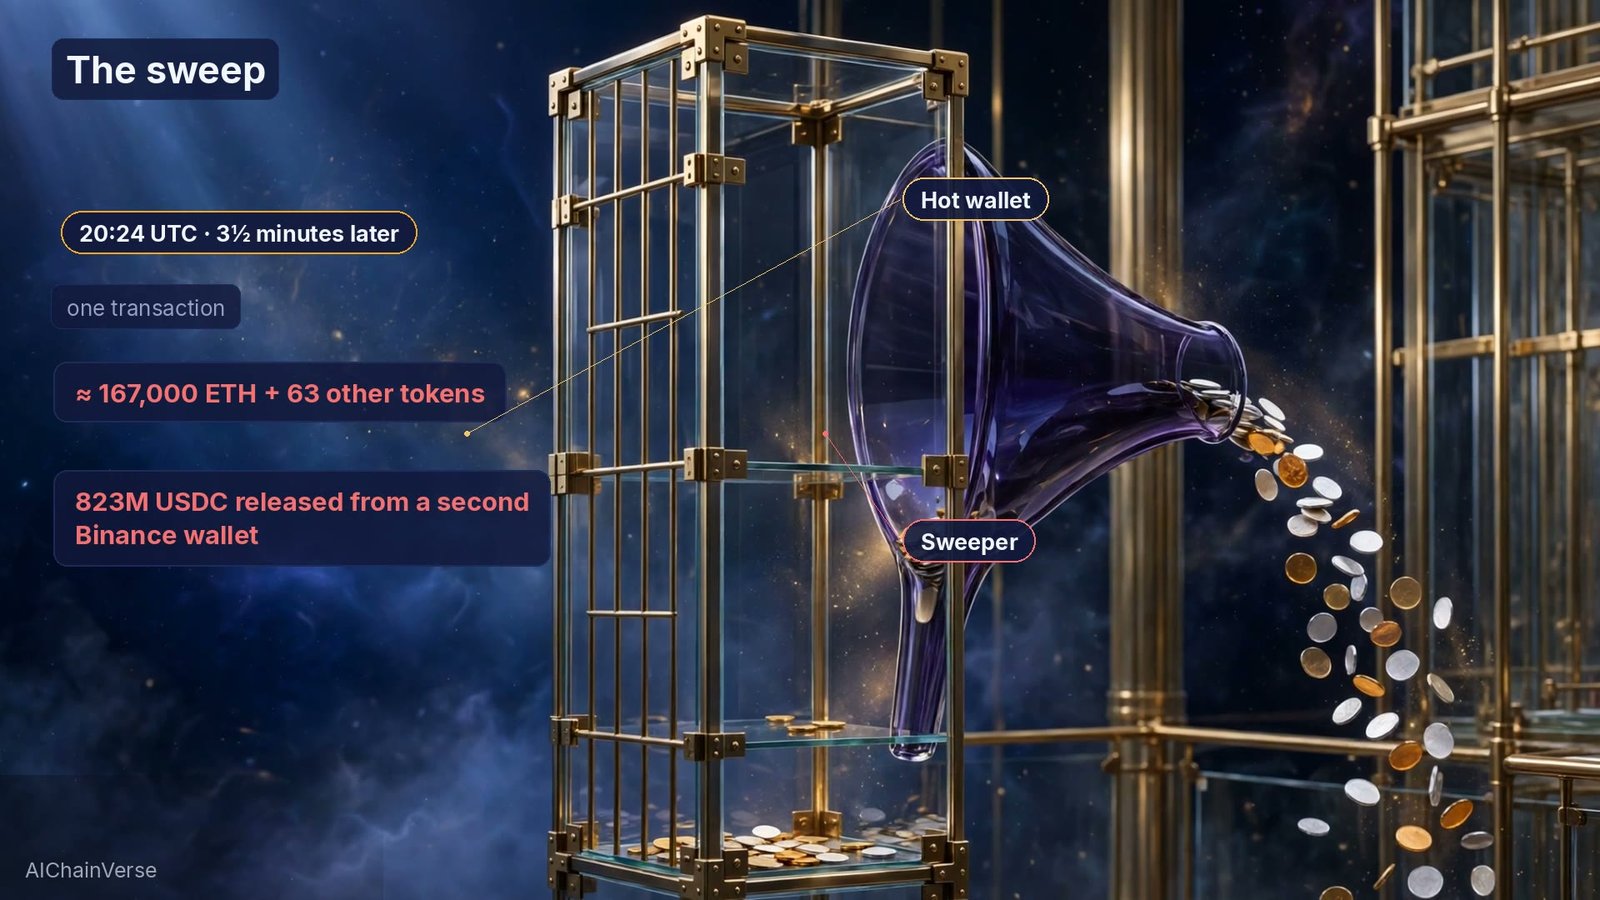 The sweep
20:24 UTC · 3½ minutes later
one transaction
≈ 167,000 ETH + 63 other tokens
823M USDC released from a second
Binance wallet
Hot wallet
Sweeper
AIChainVerse